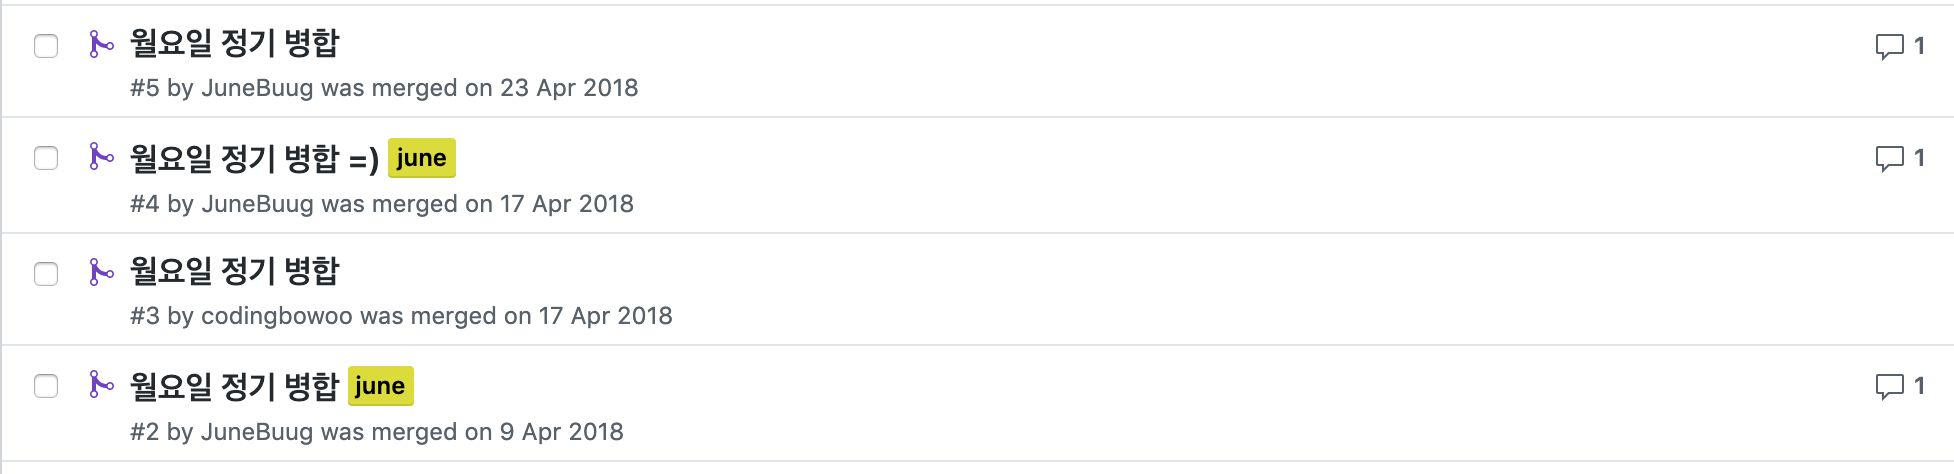 월요일 정기 병합 1
#5 by JuneBuug was merged on 23 Apr 2018
월요일 정기 병합 =) june 1
#4 by JuneBuug was merged on 17 Apr 2018
월요일 정기 병합
#3 by codingbowoo was merged on 17 Apr 2018
월요일 정기 병합 june 1
#2 by JuneBuug was merged on 9 Apr 2018